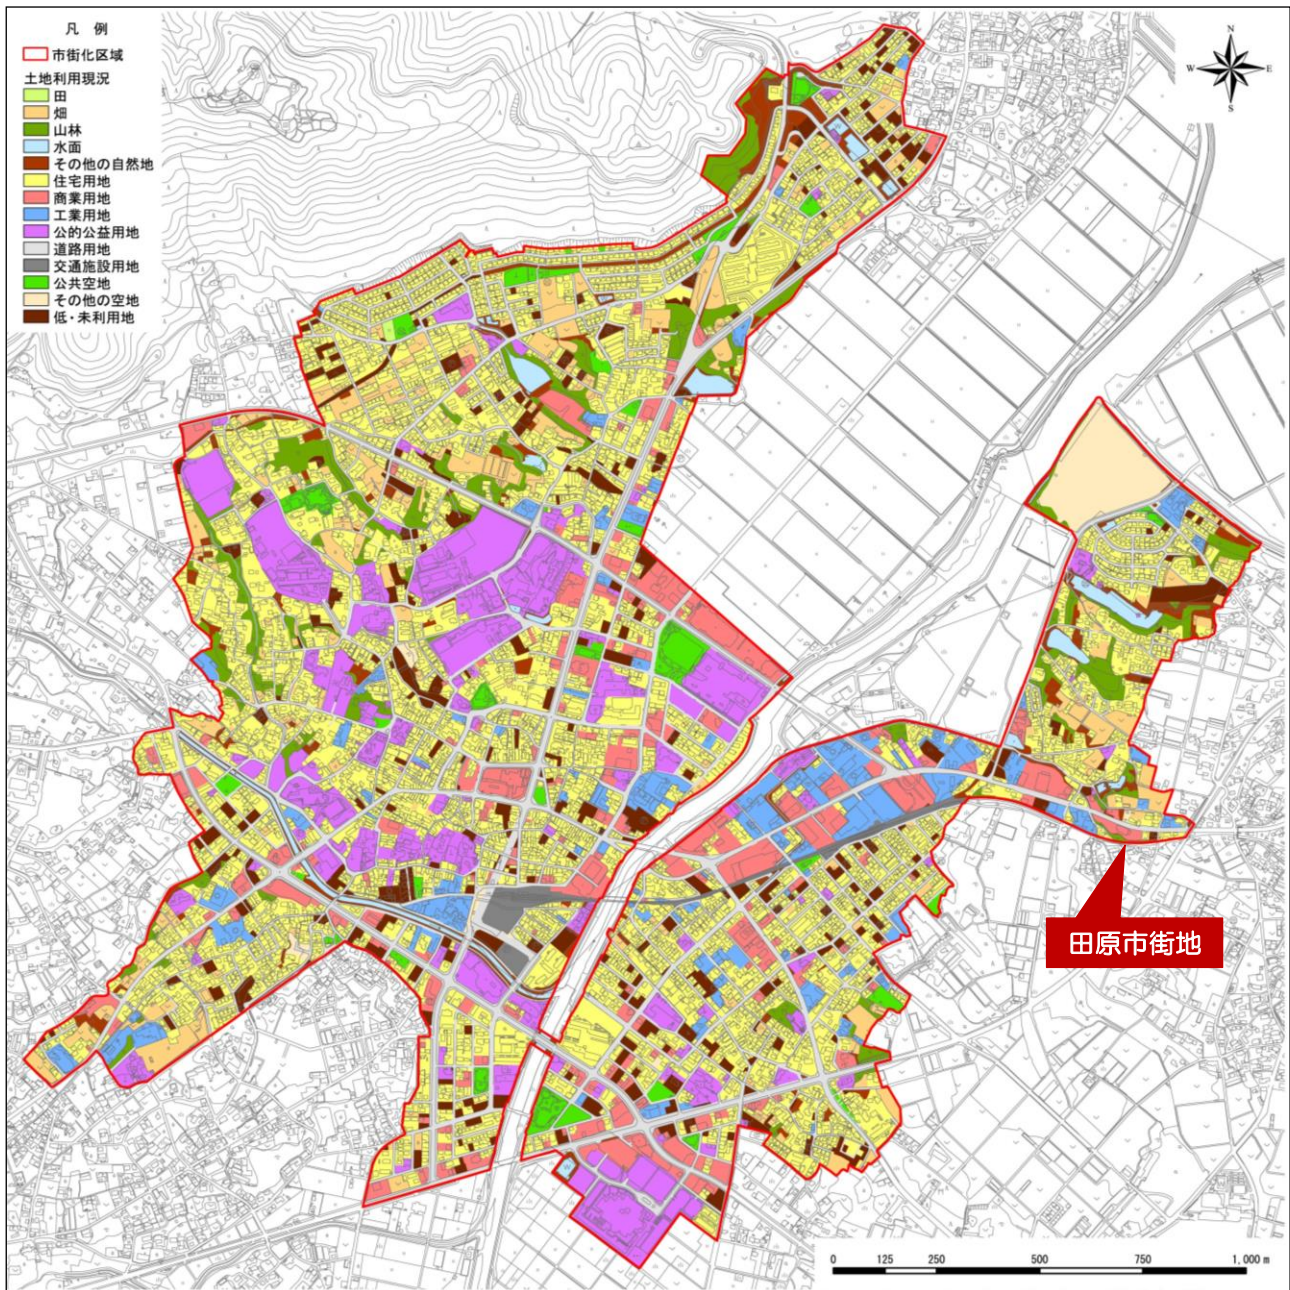 凡 例
市街化区域
土地利用現況
田
畑
山林
水面
その他の自然地
住宅用地
商業用地
工業用地
公的公益用地
道路用地
交通施設用地
公共空地
その他の空地
低・未利用地
N
W
E
S
田原市街地
0 125 250 500 750 1,000 m